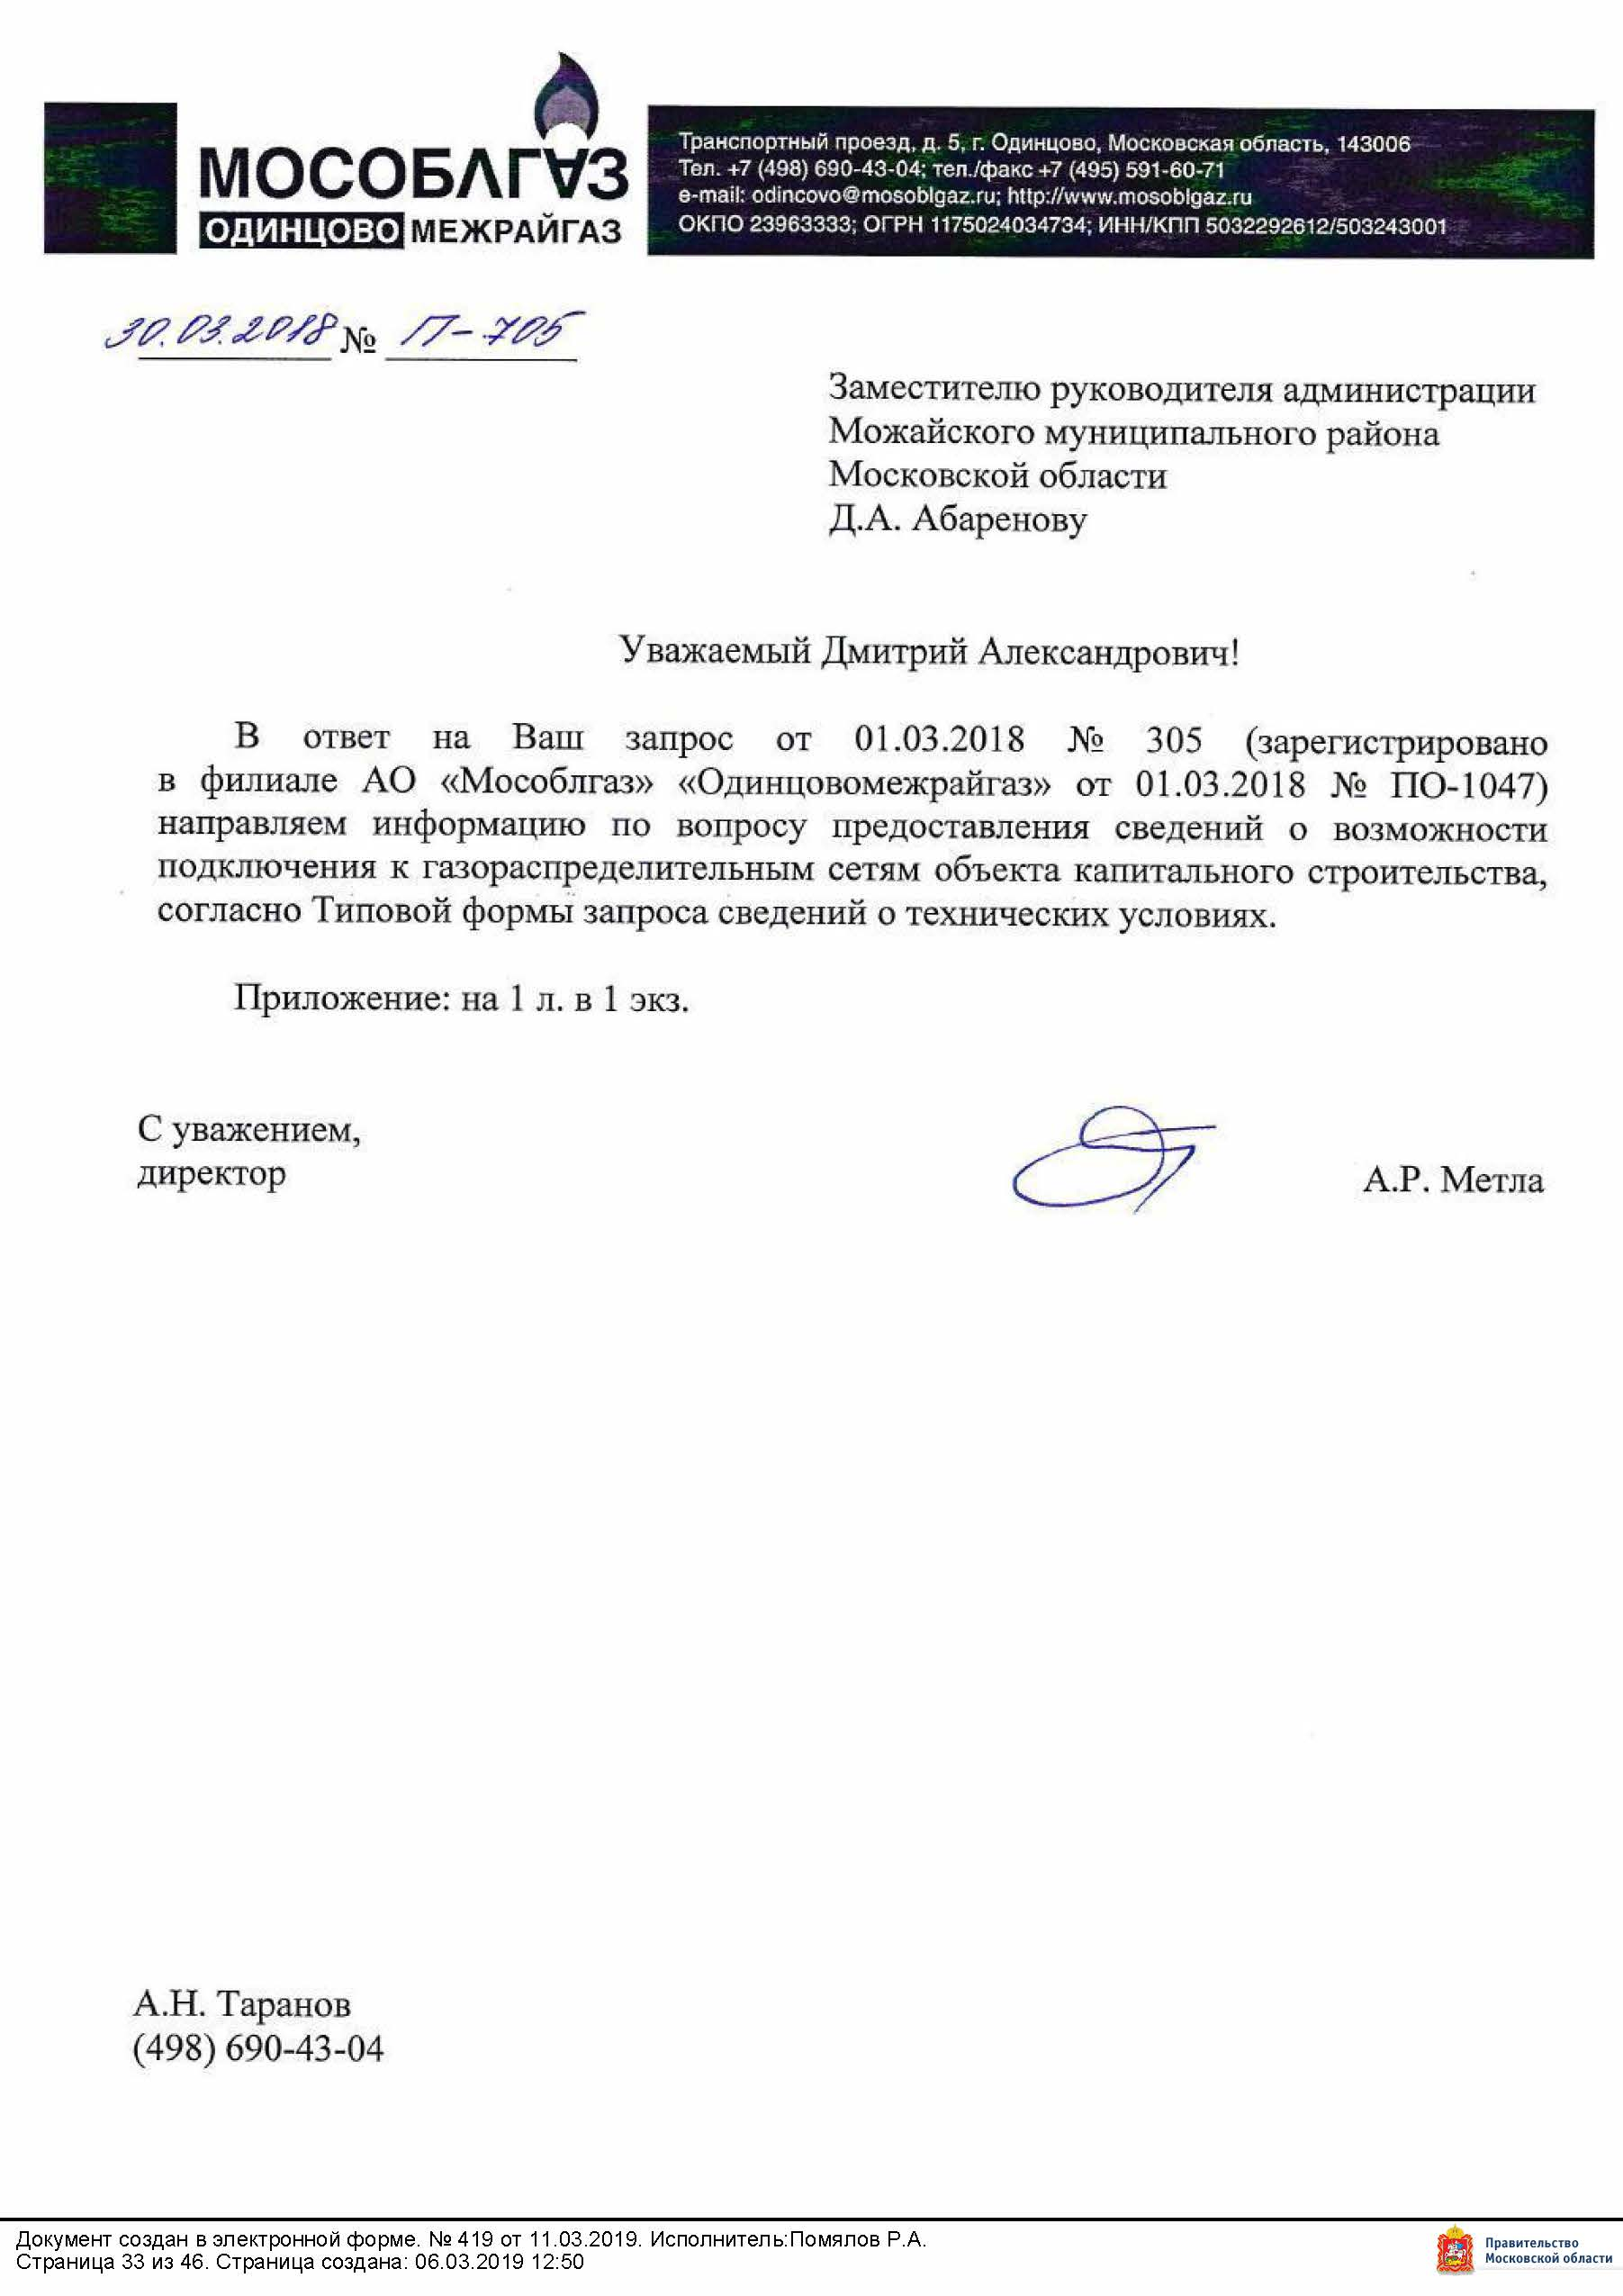 МОСОБЛГАЗ
ОДИНЦОВО МЕЖРАЙГАЗ
Транспортный проезд, д. 5, г. Одинцово, Московская область, 143006
Тел. +7 (498) 690-43-04; тел./факс +7 (495) 591-60-71
e-mail: odincovo@mosoblgaz.ru; http://www.mosoblgaz.ru
ОКПО 23963333; ОГРН 1175024034734; ИНН/КПП 5032292612/503243001
30.03.2018 № П-705
Заместителю руководителя администрации
Можайского муниципального района
Московской области
Д.А. Абаренову
Уважаемый Дмитрий Александрович!
В ответ на Ваш запрос от 01.03.2018 № 305 (зарегистрировано
в филиале АО «Мособлгаз» «Одинцовомежрайгаз» от 01.03.2018 № ПО-1047)
направляем информацию по вопросу предоставления сведений о возможности
подключения к газораспределительным сетям объекта капитального строительства,
согласно Типовой формы запроса сведений о технических условиях.
Приложение: на 1 л. в 1 экз.
С уважением,
директор
А.Р. Метла
А.Н. Таранов
(498) 690-43-04
Документ создан в электронной форме. № 419 от 11.03.2019. Исполнитель:Помялов Р.А.
Страница 33 из 46. Страница создана: 06.03.2019 12:50
Правительство
Московской области